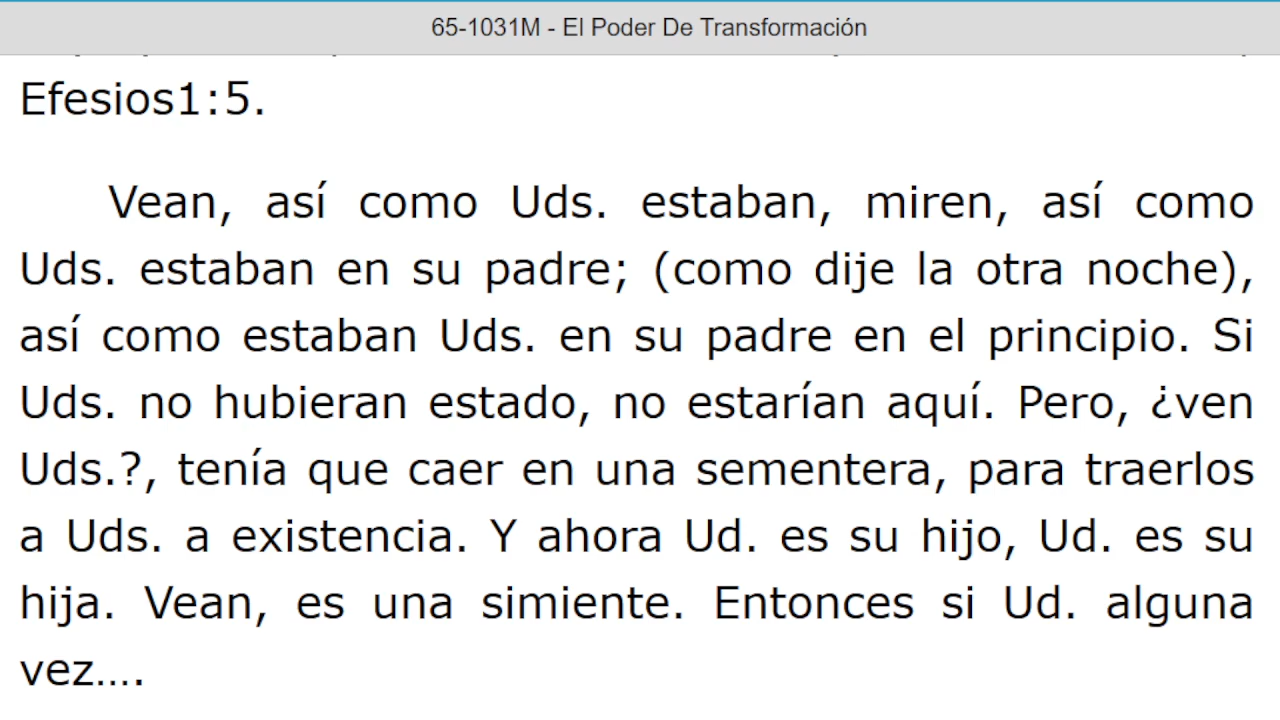 65-1031M - El Poder De Transformación
Efesios1:5.
Vean, así como Uds. estaban, miren, así como
Uds. estaban en su padre; (como dije la otra noche),
así como estaban Uds. en su padre en el principio. Si
Uds. no hubieran estado, no estarían aquí. Pero, ¿ven
Uds.?, tenía que caer en una sementera, para traerlos
a Uds. a existencia. Y ahora Ud. es su hijo, Ud. es su
hija. Vean, es una simiente. Entonces si Ud. alguna
vez....